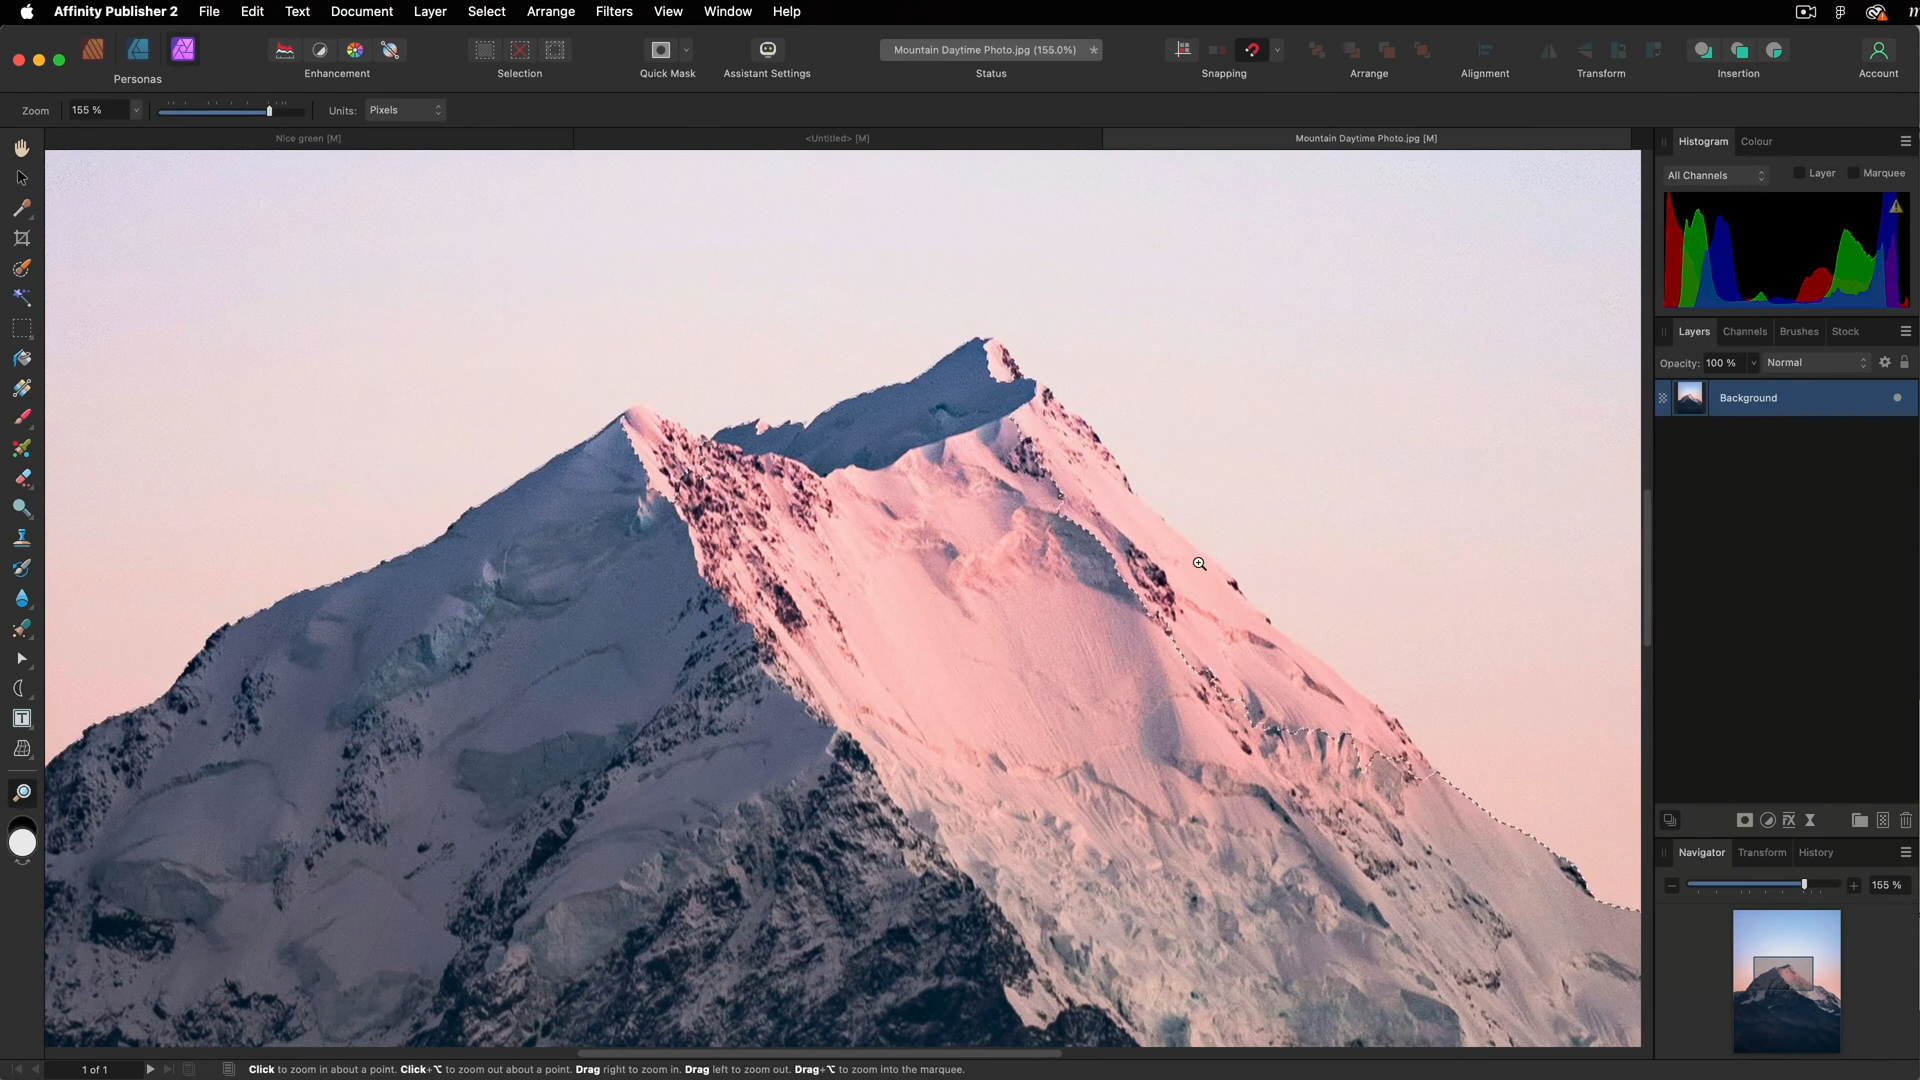 Affinity Publisher 2 File Edit Text Document Layer Select Arrange Filters View Window Help
Personas
Enhancement
Selection
Quick Mask
Assistant Settings
Mountain Daytime Photo.jpg (155.0%)
Status
Snapping
Arrange
Alignment
Transform
Insertion
Account
Zoom 155 % Units: Pixels
Nice green [M]
<Untitled> [M]
Mountain Daytime Photo.jpg [M]
Histogram Colour
All Channels Layer Marquee
Layers Channels Brushes Stock
Opacity: 100 % Normal
Background
FX
Navigator Transform History
155 %
1 of 1
Click to zoom in about a point. Click+⌥ to zoom out about a point. Drag right to zoom in. Drag left to zoom out. Drag+⌥ to zoom into the marquee.